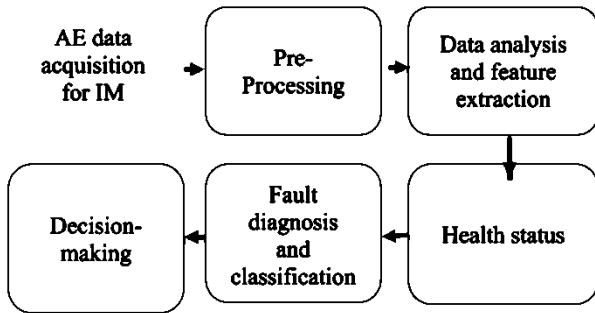 AE data
acquisition
for IM
Pre-
Processing
Data analysis
and feature
extraction
Health status
Fault
diagnosis
and
classification
Decision-
making